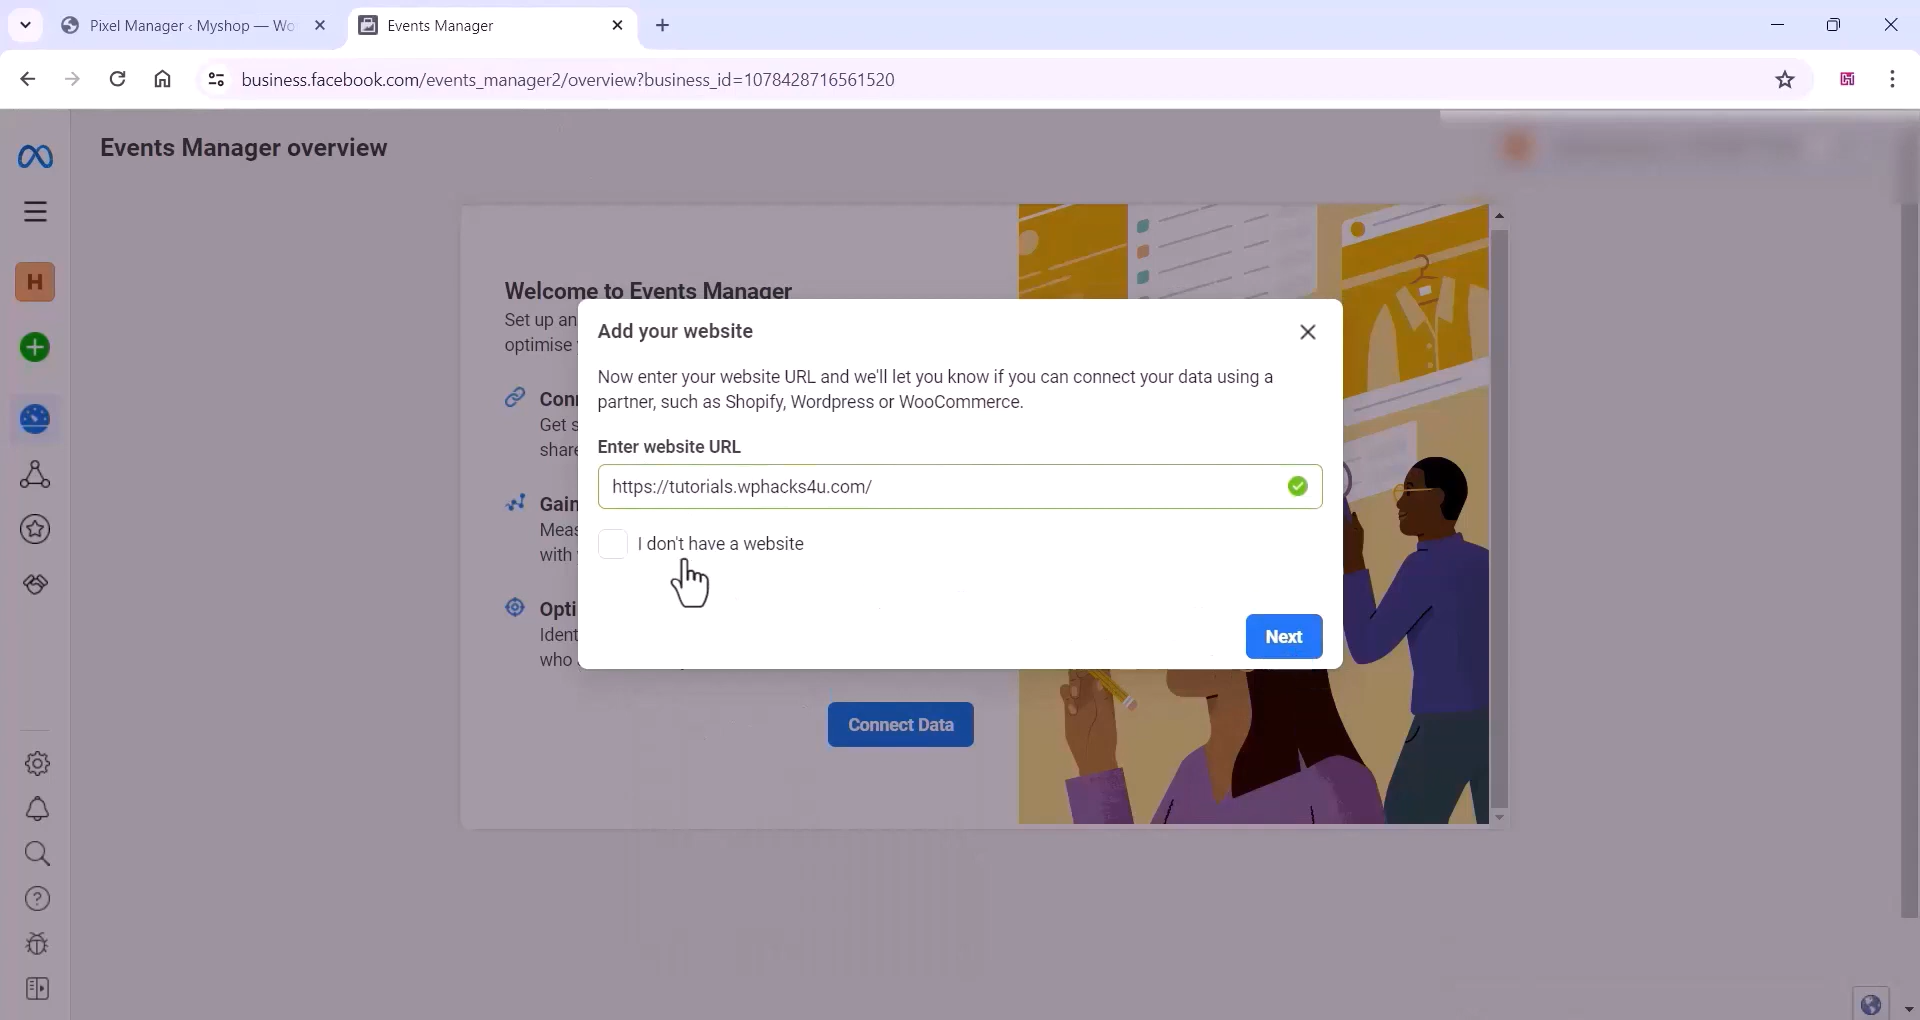 Pixel Manager ‹ Myshop — Wo
Events Manager
business.facebook.com/events_manager2/overview?business_id=1078428716561520
Events Manager overview
H
Welcome to Events Manager
Set up an
optimise
Add your website
Now enter your website URL and we'll let you know if you can connect your data using a
partner, such as Shopify, Wordpress or WooCommerce.
Enter website URL
https://tutorials.wphacks4u.com/
I don't have a website
Next
Con
Get s
share
Gain
Meas
with
Opti
Ident
who
Connect Data